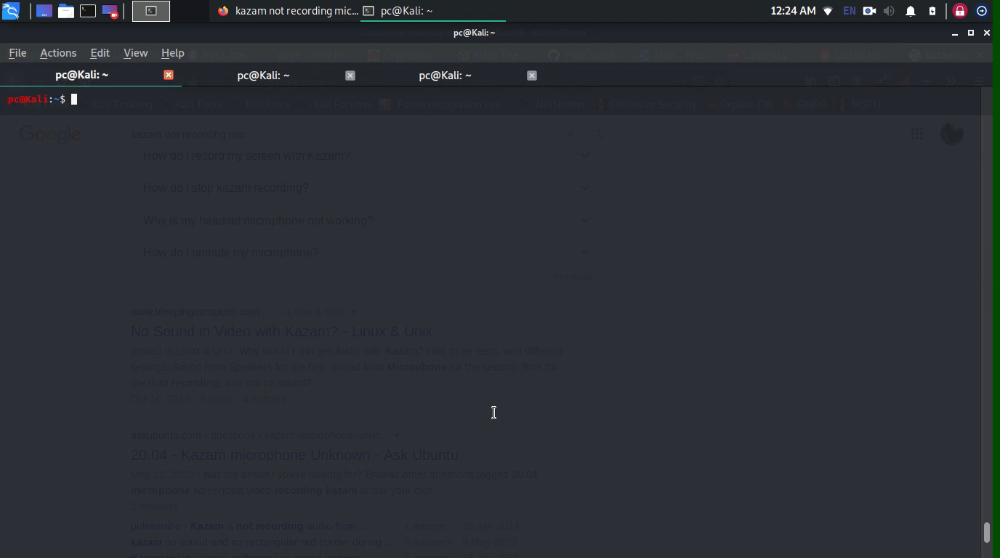 kazam not recording mic...
pc@Kali: ~
12:24 AM
EN
pc@Kali: ~
File Actions Edit View Help
pc@Kali: ~
pc@Kali: ~
pc@Kali: ~
pc@Kali:~$
Kali Training
Kali Tools
Kali Docs
Kali Forums
Faces recognition exa...
NetHunter
Offensive Security
Exploit-DB
GHDB
MSFU
Google
kazam not recording mic
How do I record my screen with Kazam?
How do I stop kazam recording?
Why is my headset microphone not working?
How do I unmute my microphone?
Feedback
www.bleepingcomputer.com › ... › Linux & Unix
No Sound in Video with Kazam? - Linux & Unix
posted in Linux & Unix: Why would I not get Audio with Kazam? I did three tests, with different
settings. Sound from Speakers for the first. Sound from Microphone for the second. Both for
the third recording, and still no sound?
Oct 16, 2019 · 9 posts · 4 authors
askubuntu.com › questions › kazam-microphone-unkn...
20.04 - Kazam microphone Unknown - Ask Ubuntu
May 10, 2020 · Not the answer you're looking for? Browse other questions tagged 20.04
microphone screencast video-recording kazam or ask your own ...
2 answers
pulseaudio - Kazam is not recording audio from ...
1 answer
kazam no sound and no rectangular red border during ...
2 answers